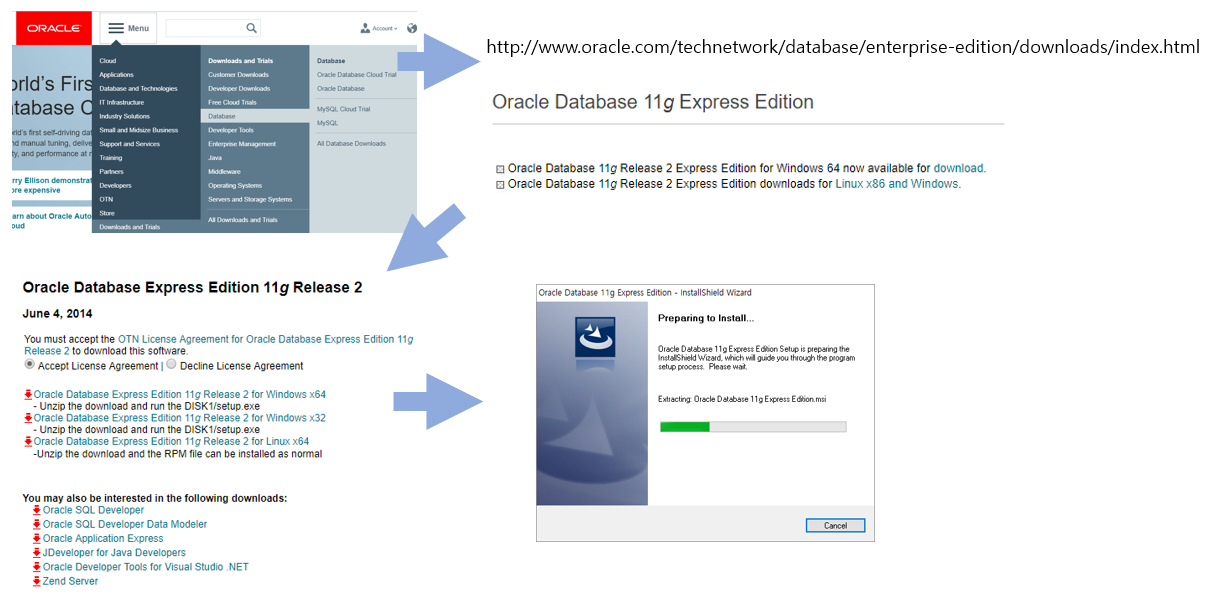 ORACLE
Menu
Account
orld's Firs
atabase C
orld's first self-driving dat
nd manual tuning, delive
ty, and performance at r
rry Ellison demonstrat
ore expensive
earn about Oracle Auto
oud
Cloud
Applications
Database and Technologies
IT Infrastructure
Industry Solutions
Small and Midsize Business
Support and Services
Training
Partners
Developers
OTN
Store
Downloads and Trials
Downloads and Trials
Customer Downloads
Developer Downloads
Free Cloud Trials
Database
Developer Tools
Enterprise Management
Java
Middleware
Operating Systems
Servers and Storage Systems
All Downloads and Trials
Database
Oracle Database Cloud Trial
Oracle Database
MySQL Cloud Trial
MySQL
All Database Downloads
http://www.oracle.com/technetwork/database/enterprise-edition/downloads/index.html
Oracle Database 11g Express Edition
Oracle Database 11g Release 2 Express Edition for Windows 64 now available for download.
Oracle Database 11g Release 2 Express Edition downloads for Linux x86 and Windows.
Oracle Database Express Edition 11g Release 2
June 4, 2014
You must accept the OTN License Agreement for Oracle Database Express Edition 11g
Release 2 to download this software.
Accept License Agreement | Decline License Agreement
Oracle Database Express Edition 11g Release 2 for Windows x64
- Unzip the download and run the DISK1/setup.exe
Oracle Database Express Edition 11g Release 2 for Windows x32
- Unzip the download and run the DISK1/setup.exe
Oracle Database Express Edition 11g Release 2 for Linux x64
-Unzip the download and the RPM file can be installed as normal
You may also be interested in the following downloads:
Oracle SQL Developer
Oracle SQL Developer Data Modeler
Oracle Application Express
JDeveloper for Java Developers
Oracle Developer Tools for Visual Studio .NET
Zend Server
Oracle Database 11g Express Edition - InstallShield Wizard
Preparing to Install...
Oracle Database 11g Express Edition Setup is preparing the
InstallShield Wizard, which will guide you through the program
setup process. Please wait.
Extracting: Oracle Database 11g Express Edition.msi
Cancel